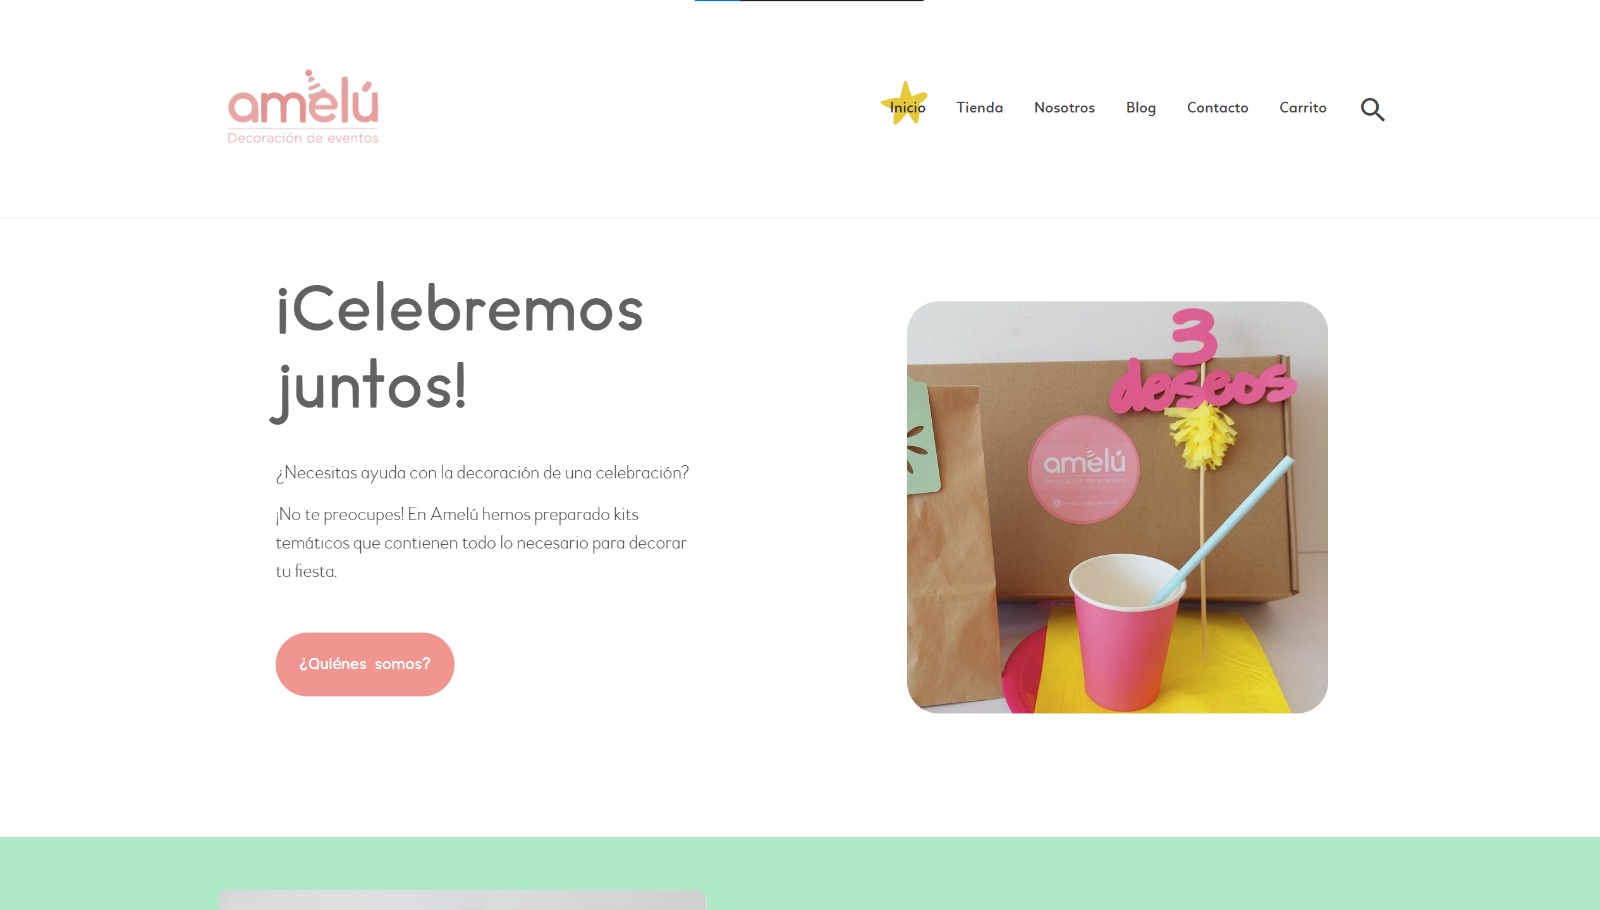 amelú
Decoración de eventos
Inicio
Tienda
Nosotros
Blog
Contacto
Carrito
¡Celebremos
juntos!
¿Necesitas ayuda con la decoración de una celebración?
¡No te preocupes! En Amelú hemos preparado kits
temáticos que contienen todo lo necesario para decorar
tu fiesta.
¿Quiénes somos?
3
deseos
amelú
Decoración de eventos